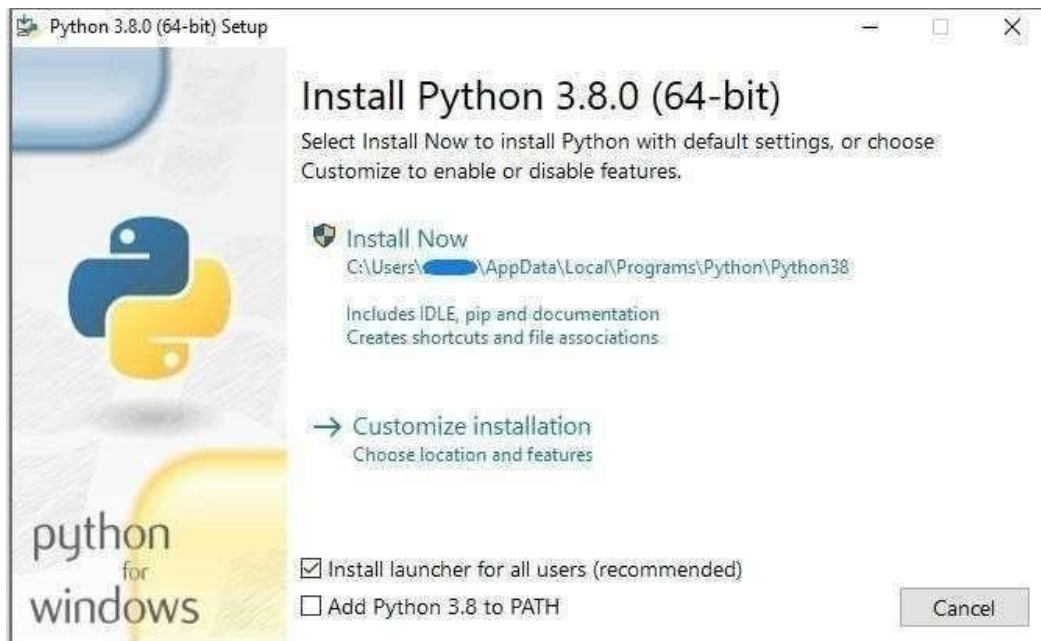 Python 3.8.0 (64-bit) Setup
Install Python 3.8.0 (64-bit)
Select Install Now to install Python with default settings, or choose
Customize to enable or disable features.
Install Now
C:\Users\ \AppData\Local\Programs\Python\Python38
Includes IDLE, pip and documentation
Creates shortcuts and file associations
Customize installation
Choose location and features
python
for
windows
Install launcher for all users (recommended)
Add Python 3.8 to PATH
Cancel